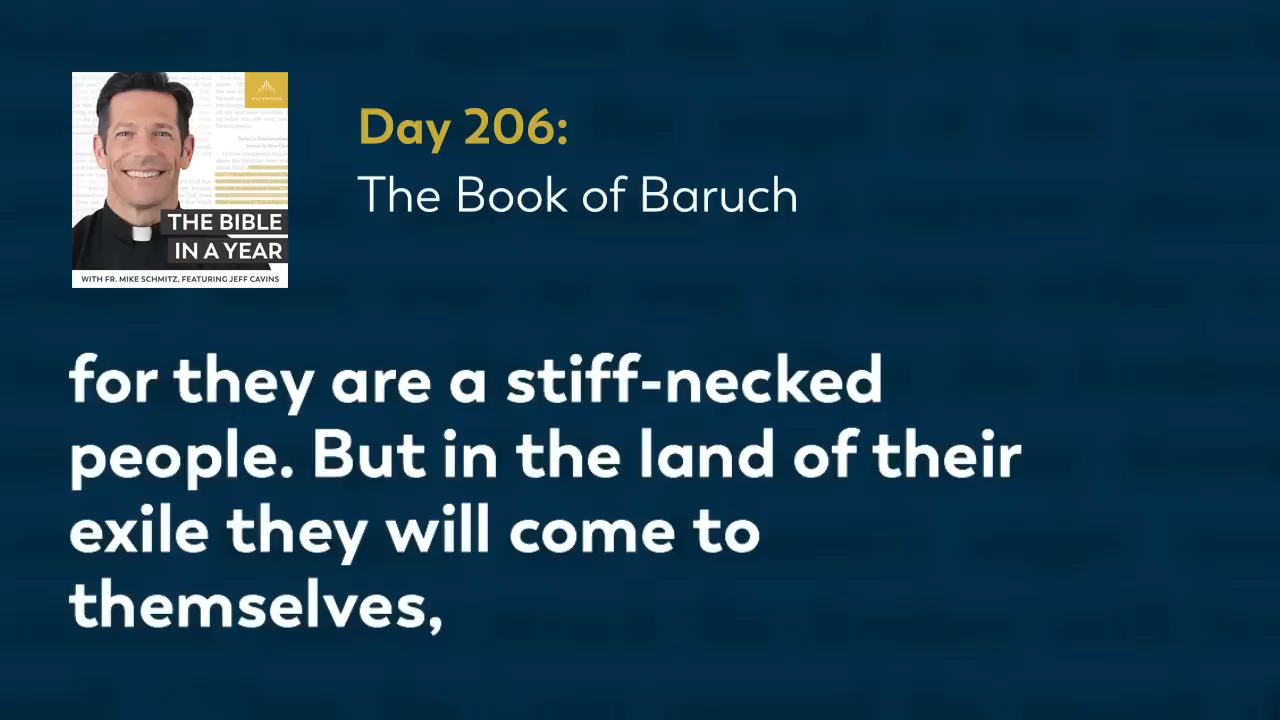 Day 206:
The Book of Baruch
THE BIBLE
IN A YEAR
WITH FR. MIKE SCHMITZ, FEATURING JEFF CAVINS
for they are a stiff-necked
people. But in the land of their
exile they will come to
themselves,